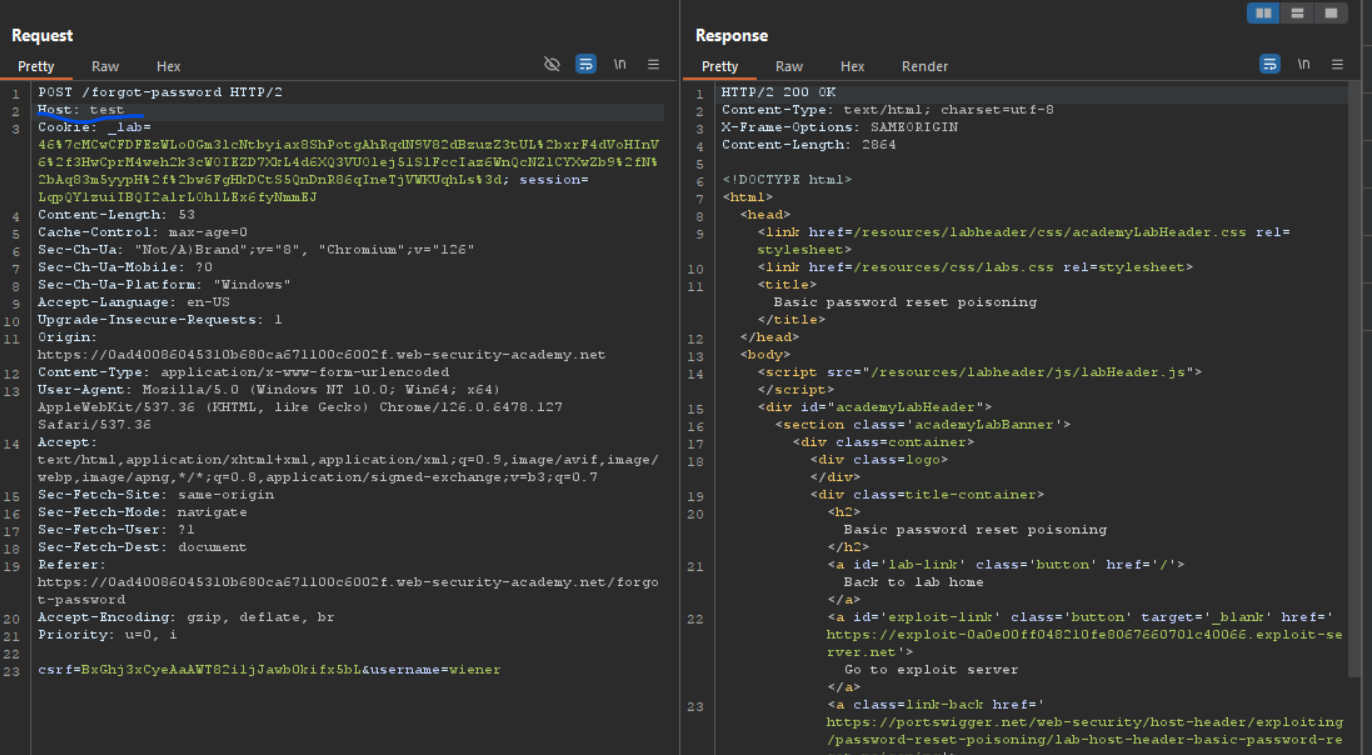 Request
Pretty Raw Hex
\n
1 POST /forgot-password HTTP/2
2 Host: test
3 Cookie: _lab=
46%7cMCwCFDFEzWLo0Gm3lcNtbyiax8ShPotgAhRqdN9V82dBzuzZ3tUL%2bxrF4dVoHInV
6%2f3HwCprM4weh2k3cW0IEZD7XkrL4d6XQ3VU0lej5lSlFccIaz6WnQcNZlCYXwZb9%2fN%
2bAq83m5yypH%2f%2bw6FgHkDCtS5QnDnR86qIneTjVWKUqhLs%3d; session=
LqpQYlzuiIBQI2alrL0hlLEx6fyNmmEJ
4 Content-Length: 53
5 Cache-Control: max-age=0
6 Sec-Ch-Ua: "Not/A)Brand";v="8", "Chromium";v="126"
7 Sec-Ch-Ua-Mobile: ?0
8 Sec-Ch-Ua-Platform: "Windows"
9 Accept-Language: en-US
10 Upgrade-Insecure-Requests: 1
11 Origin:
https://0ad40086045310b680ca671100c6002f.web-security-academy.net
12 Content-Type: application/x-www-form-urlencoded
13 User-Agent: Mozilla/5.0 (Windows NT 10.0; Win64; x64)
AppleWebKit/537.36 (KHTML, like Gecko) Chrome/126.0.6478.127
Safari/537.36
14 Accept:
text/html,application/xhtml+xml,application/xml;q=0.9,image/avif,image/
webp,image/apng,*/*;q=0.8,application/signed-exchange;v=b3;q=0.7
15 Sec-Fetch-Site: same-origin
16 Sec-Fetch-Mode: navigate
17 Sec-Fetch-User: ?1
18 Sec-Fetch-Dest: document
19 Referer:
https://0ad40086045310b680ca671100c6002f.web-security-academy.net/forgo
t-password
20 Accept-Encoding: gzip, deflate, br
21 Priority: u=0, i
22
23 csrf=BxGhj3xCyeAaAWT82iljJawb0kifx5bL&username=wiener
Response
Pretty Raw Hex Render
\n
1 HTTP/2 200 OK
2 Content-Type: text/html; charset=utf-8
3 X-Frame-Options: SAMEORIGIN
4 Content-Length: 2864
5
6 <!DOCTYPE html>
7 <html>
8 <head>
9 <link href=/resources/labheader/css/academyLabHeader.css rel=
stylesheet>
10 <link href=/resources/css/labs.css rel=stylesheet>
11 <title>
Basic password reset poisoning
</title>
12 </head>
13 <body>
14 <script src="/resources/labheader/js/labHeader.js">
</script>
15 <div id="academyLabHeader">
16 <section class='academyLabBanner'>
17 <div class=container>
18 <div class=logo>
</div>
19 <div class=title-container>
20 <h2>
Basic password reset poisoning
</h2>
21 <a id='lab-link' class='button' href='/'>
Back to lab home
</a>
22 <a id='exploit-link' class='button' target='_blank' href='
https://exploit-0a0e00ff048210fe8067660701c40066.exploit-se
rver.net'>
Go to exploit server
</a>
23 <a class=link-back href='
https://portswigger.net/web-security/host-header/exploiting
/password-reset-poisoning/lab-host-header-basic-password-re